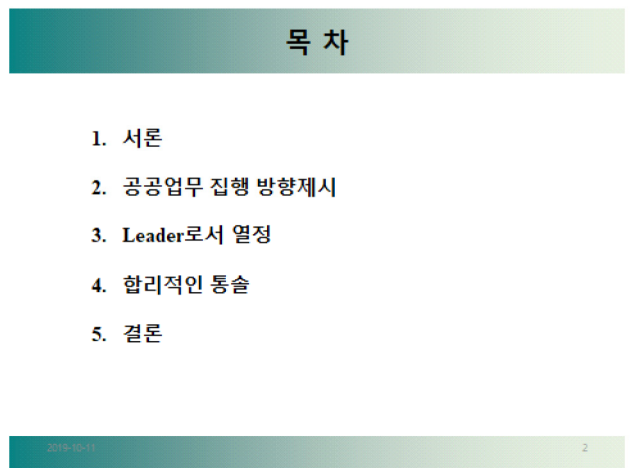 목 차
1. 서론
2. 공공업무 집행 방향제시
3. Leader로서 열정
4. 합리적인 통솔
5. 결론
2019-10-11
2